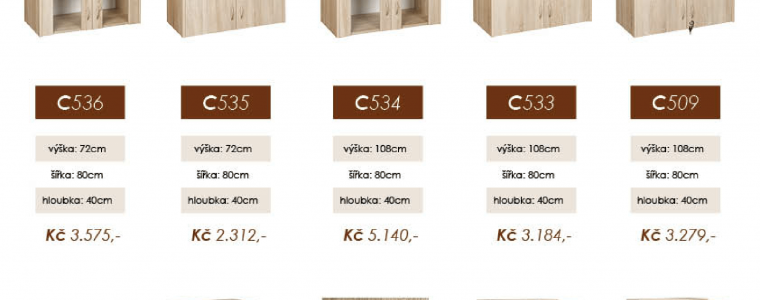 C536 C535 C534 C533 C509
výška: 72cm výška: 72cm výška: 108cm výška: 108cm výška: 108cm
šířka: 80cm šířka: 80cm šířka: 80cm šířka: 80cm šířka: 80cm
hloubka: 40cm hloubka: 40cm hloubka: 40cm hloubka: 40cm hloubka: 40cm
Kč 3.575,- Kč 2.312,- Kč 5.140,- Kč 3.184,- Kč 3.279,-